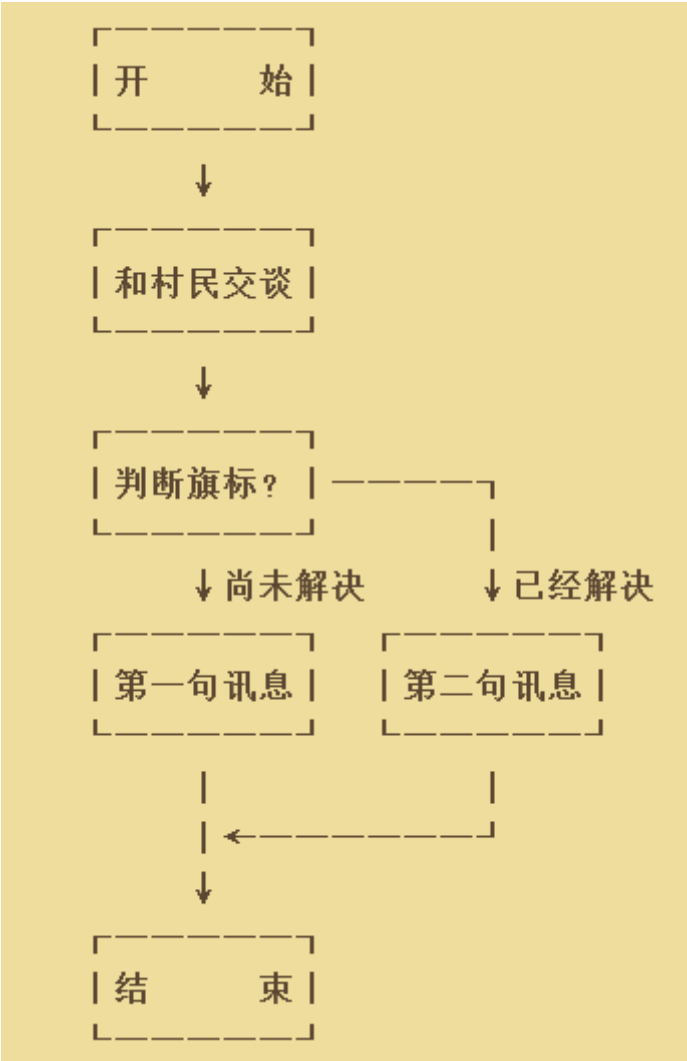 开 始
和村民交谈
判断旗标?
尚未解决 已经解决
第一句讯息 第二句讯息
结 束